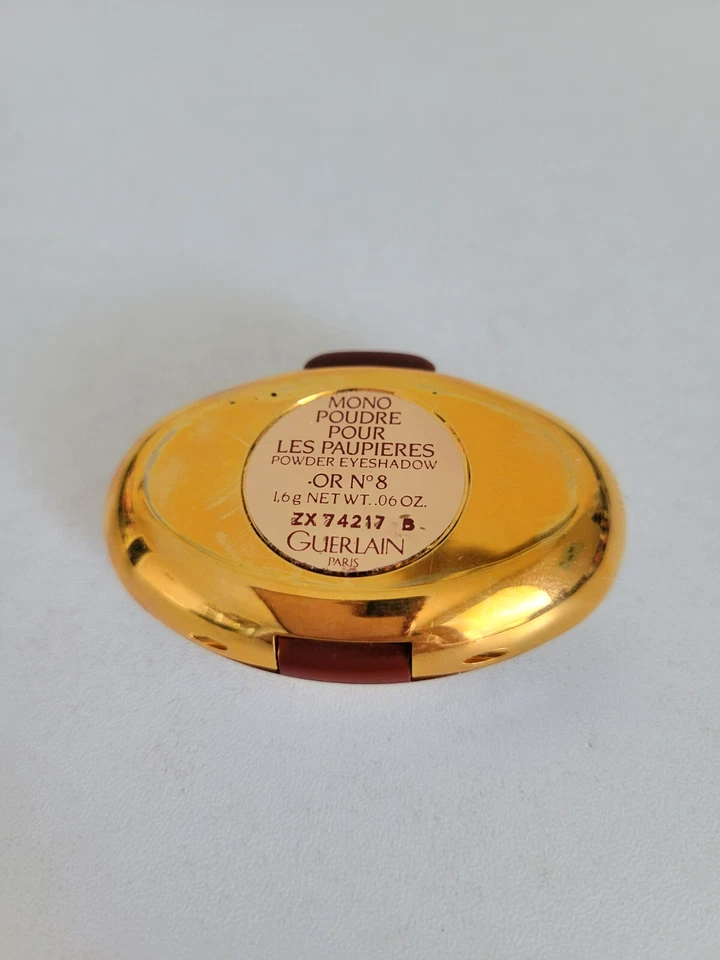 MONO
POUDRE
POUR
LES PAUPIERES
POWDER EYESHADOW
·OR Nº 8
1,6 g NET WT. .06 OZ.
ZX 74217 B
GUERLAIN
PARIS